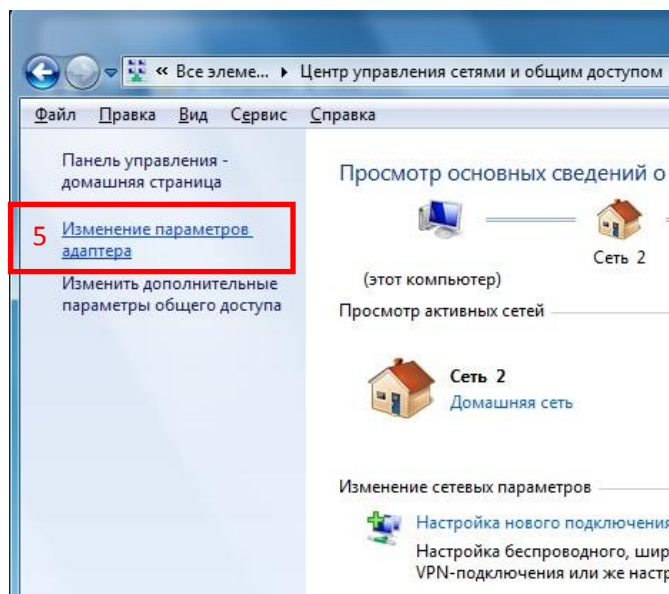 « Все элеме... Центр управления сетями и общим доступом
Файл Правка Вид Сервис Справка
Панель управления -
домашняя страница
5 Изменение параметров
адаптера
Изменить дополнительные
параметры общего доступа
Просмотр основных сведений о
Сеть 2
(этот компьютер)
Просмотр активных сетей
Сеть 2
Домашняя сеть
Изменение сетевых параметров
Настройка нового подключения
Настройка беспроводного, шир
VPN-подключения или же настр